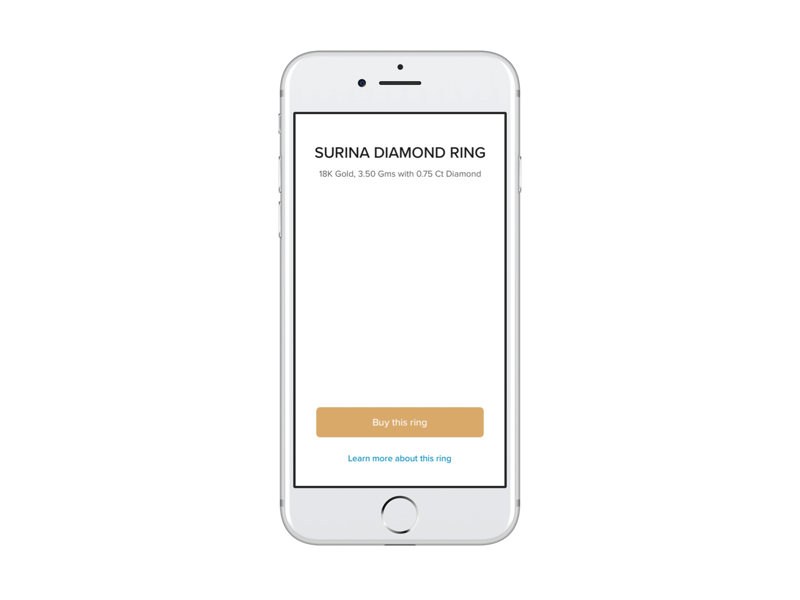 SURINA DIAMOND RING
18K Gold, 3.50 Gms with 0.75 Ct Diamond
Buy this ring
Learn more about this ring